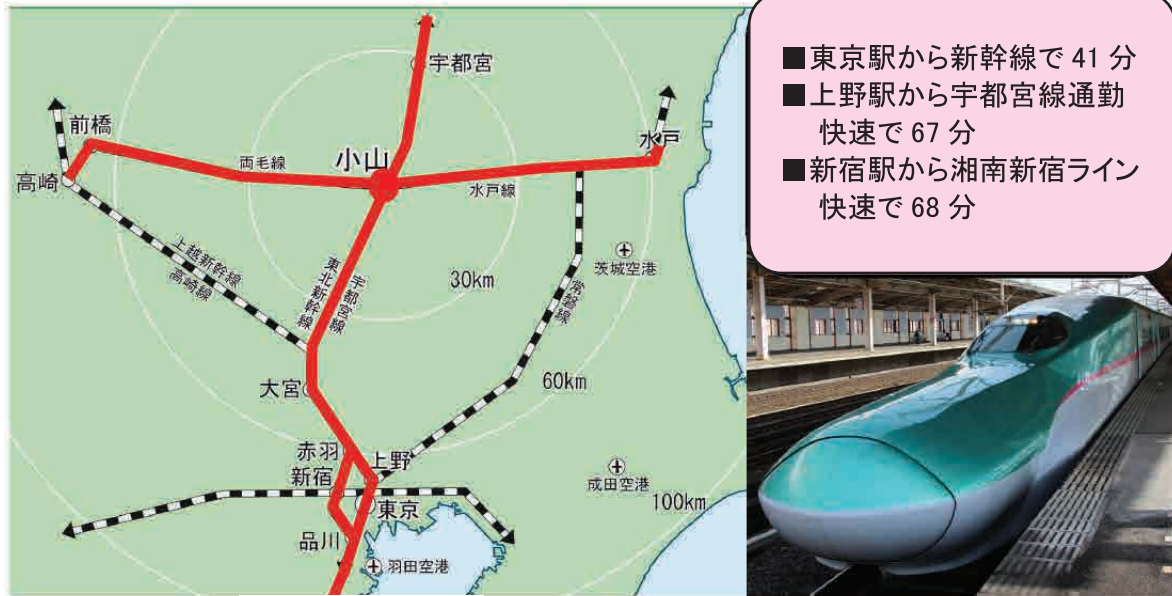 宇都宮
前橋
水戸
両毛線
小山
高崎
水戸線
上越新幹線
高崎線
東北新幹線
宇都宮線
30km
茨城空港
常磐線
60km
大宮
赤羽
上野
新宿
成田空港
100km
東京
品川
羽田空港
■東京駅から新幹線で 41 分
■上野駅から宇都宮線通勤
快速で 67 分
■新宿駅から湘南新宿ライン
快速で 68 分